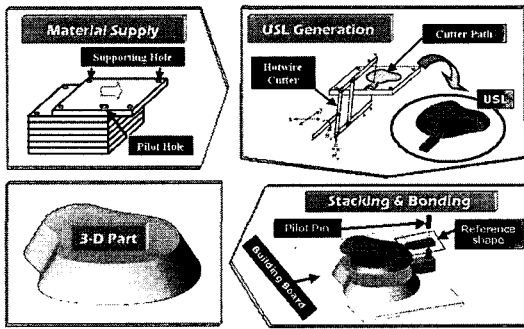 Material Supply
Supporting Hole
Pilot Hole
USL Generation
Cutter Path
Hotwire
Cutter
USL
3-D Part
Stacking & Bonding
Pilot Pin
Reference
shape
Building Board